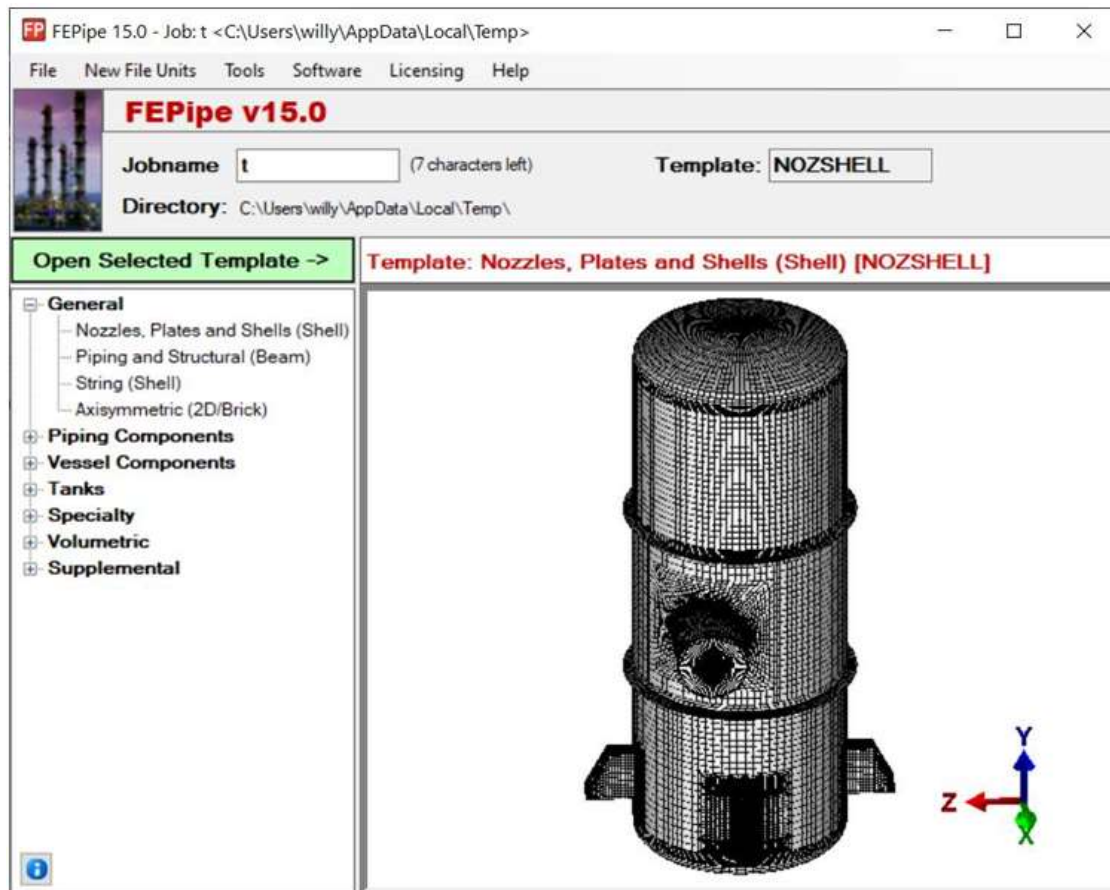 FP FEPipe 15.0 - Job: t <C:\Users\willy\AppData\Local\Temp>
File New File Units Tools Software Licensing Help
FEPipe v15.0
Jobname t (7 characters left) Template: NOZSHELL
Directory: C:\Users\willy\AppData\Local\Temp\
Open Selected Template -> Template: Nozzles, Plates and Shells (Shell) [NOZSHELL]
General
Nozzles, Plates and Shells (Shell)
Piping and Structural (Beam)
String (Shell)
Axisymmetric (2D/Brick)
Piping Components
Vessel Components
Tanks
Specialty
Volumetric
Supplemental
Y
Z
X